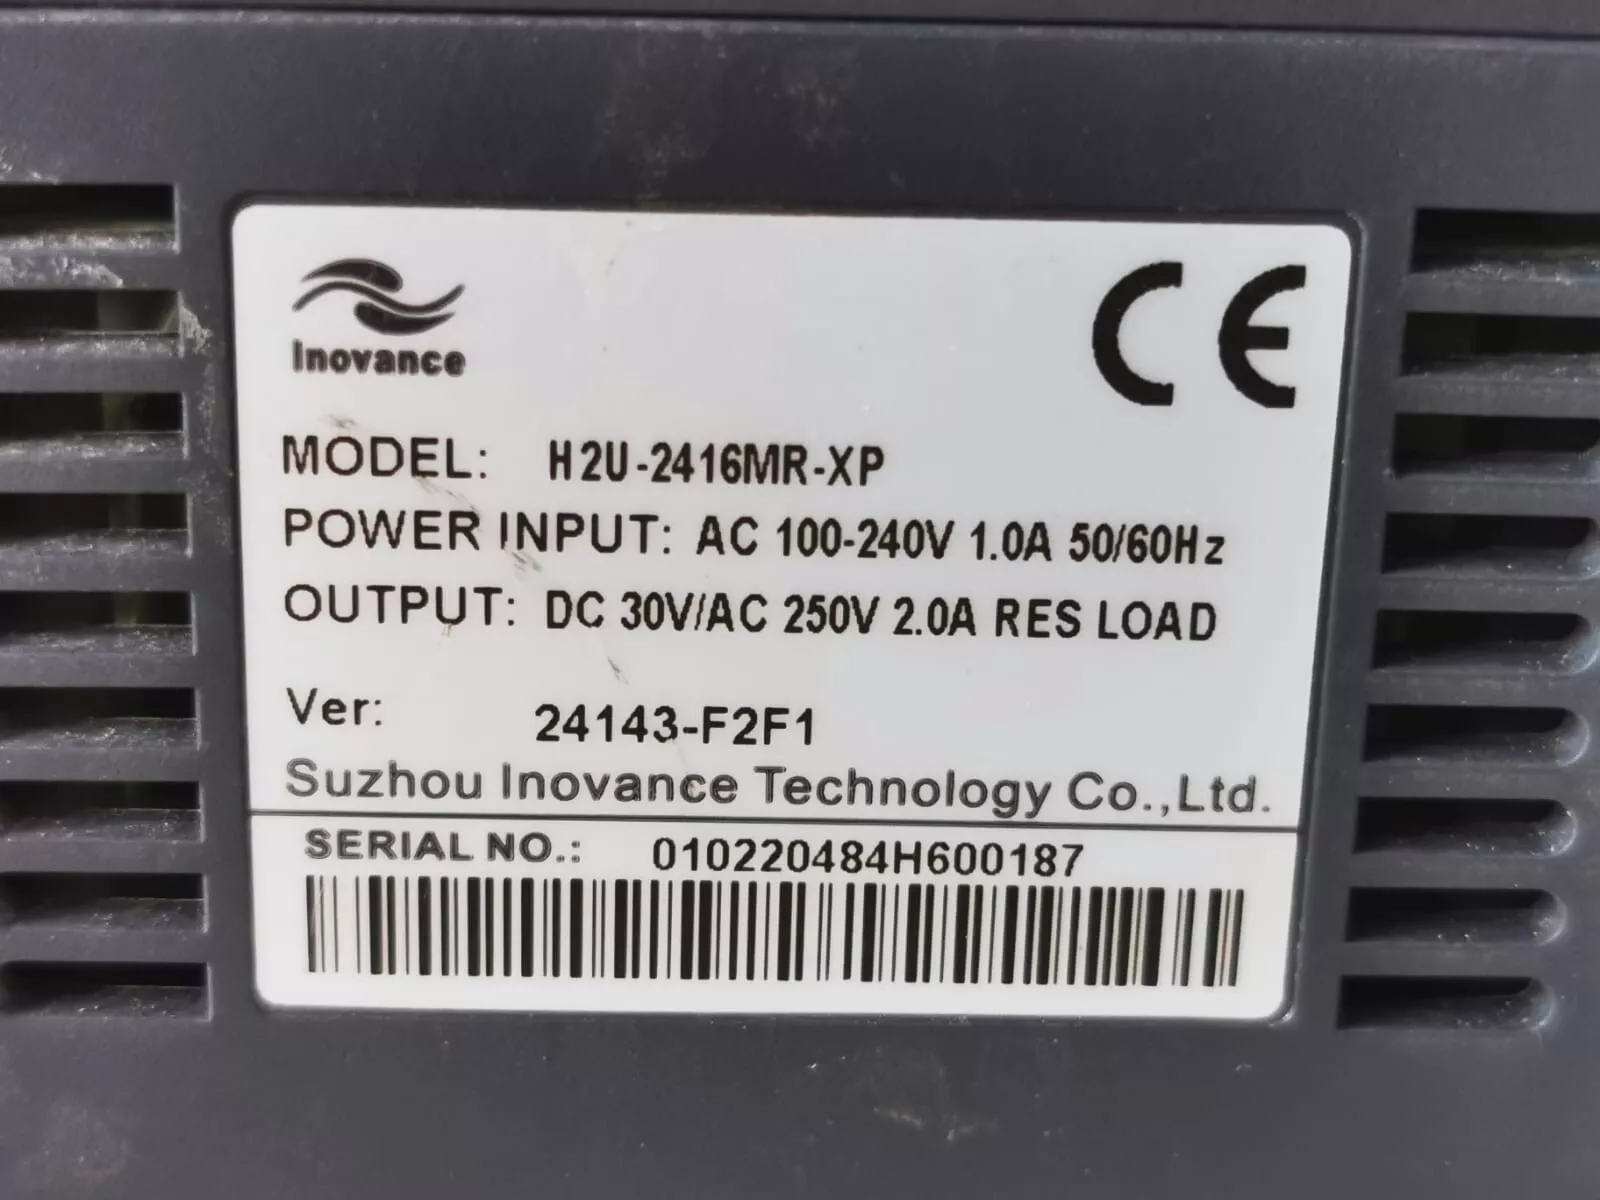 Inovance
CE
MODEL: H2U-2416MR-XP
POWER INPUT: AC 100-240V 1.0A 50/60Hz
OUTPUT: DC 30V/AC 250V 2.0A RES LOAD
Ver: 24143-F2F1
Suzhou Inovance Technology Co.,Ltd.
SERIAL NO.: 010220484H600187